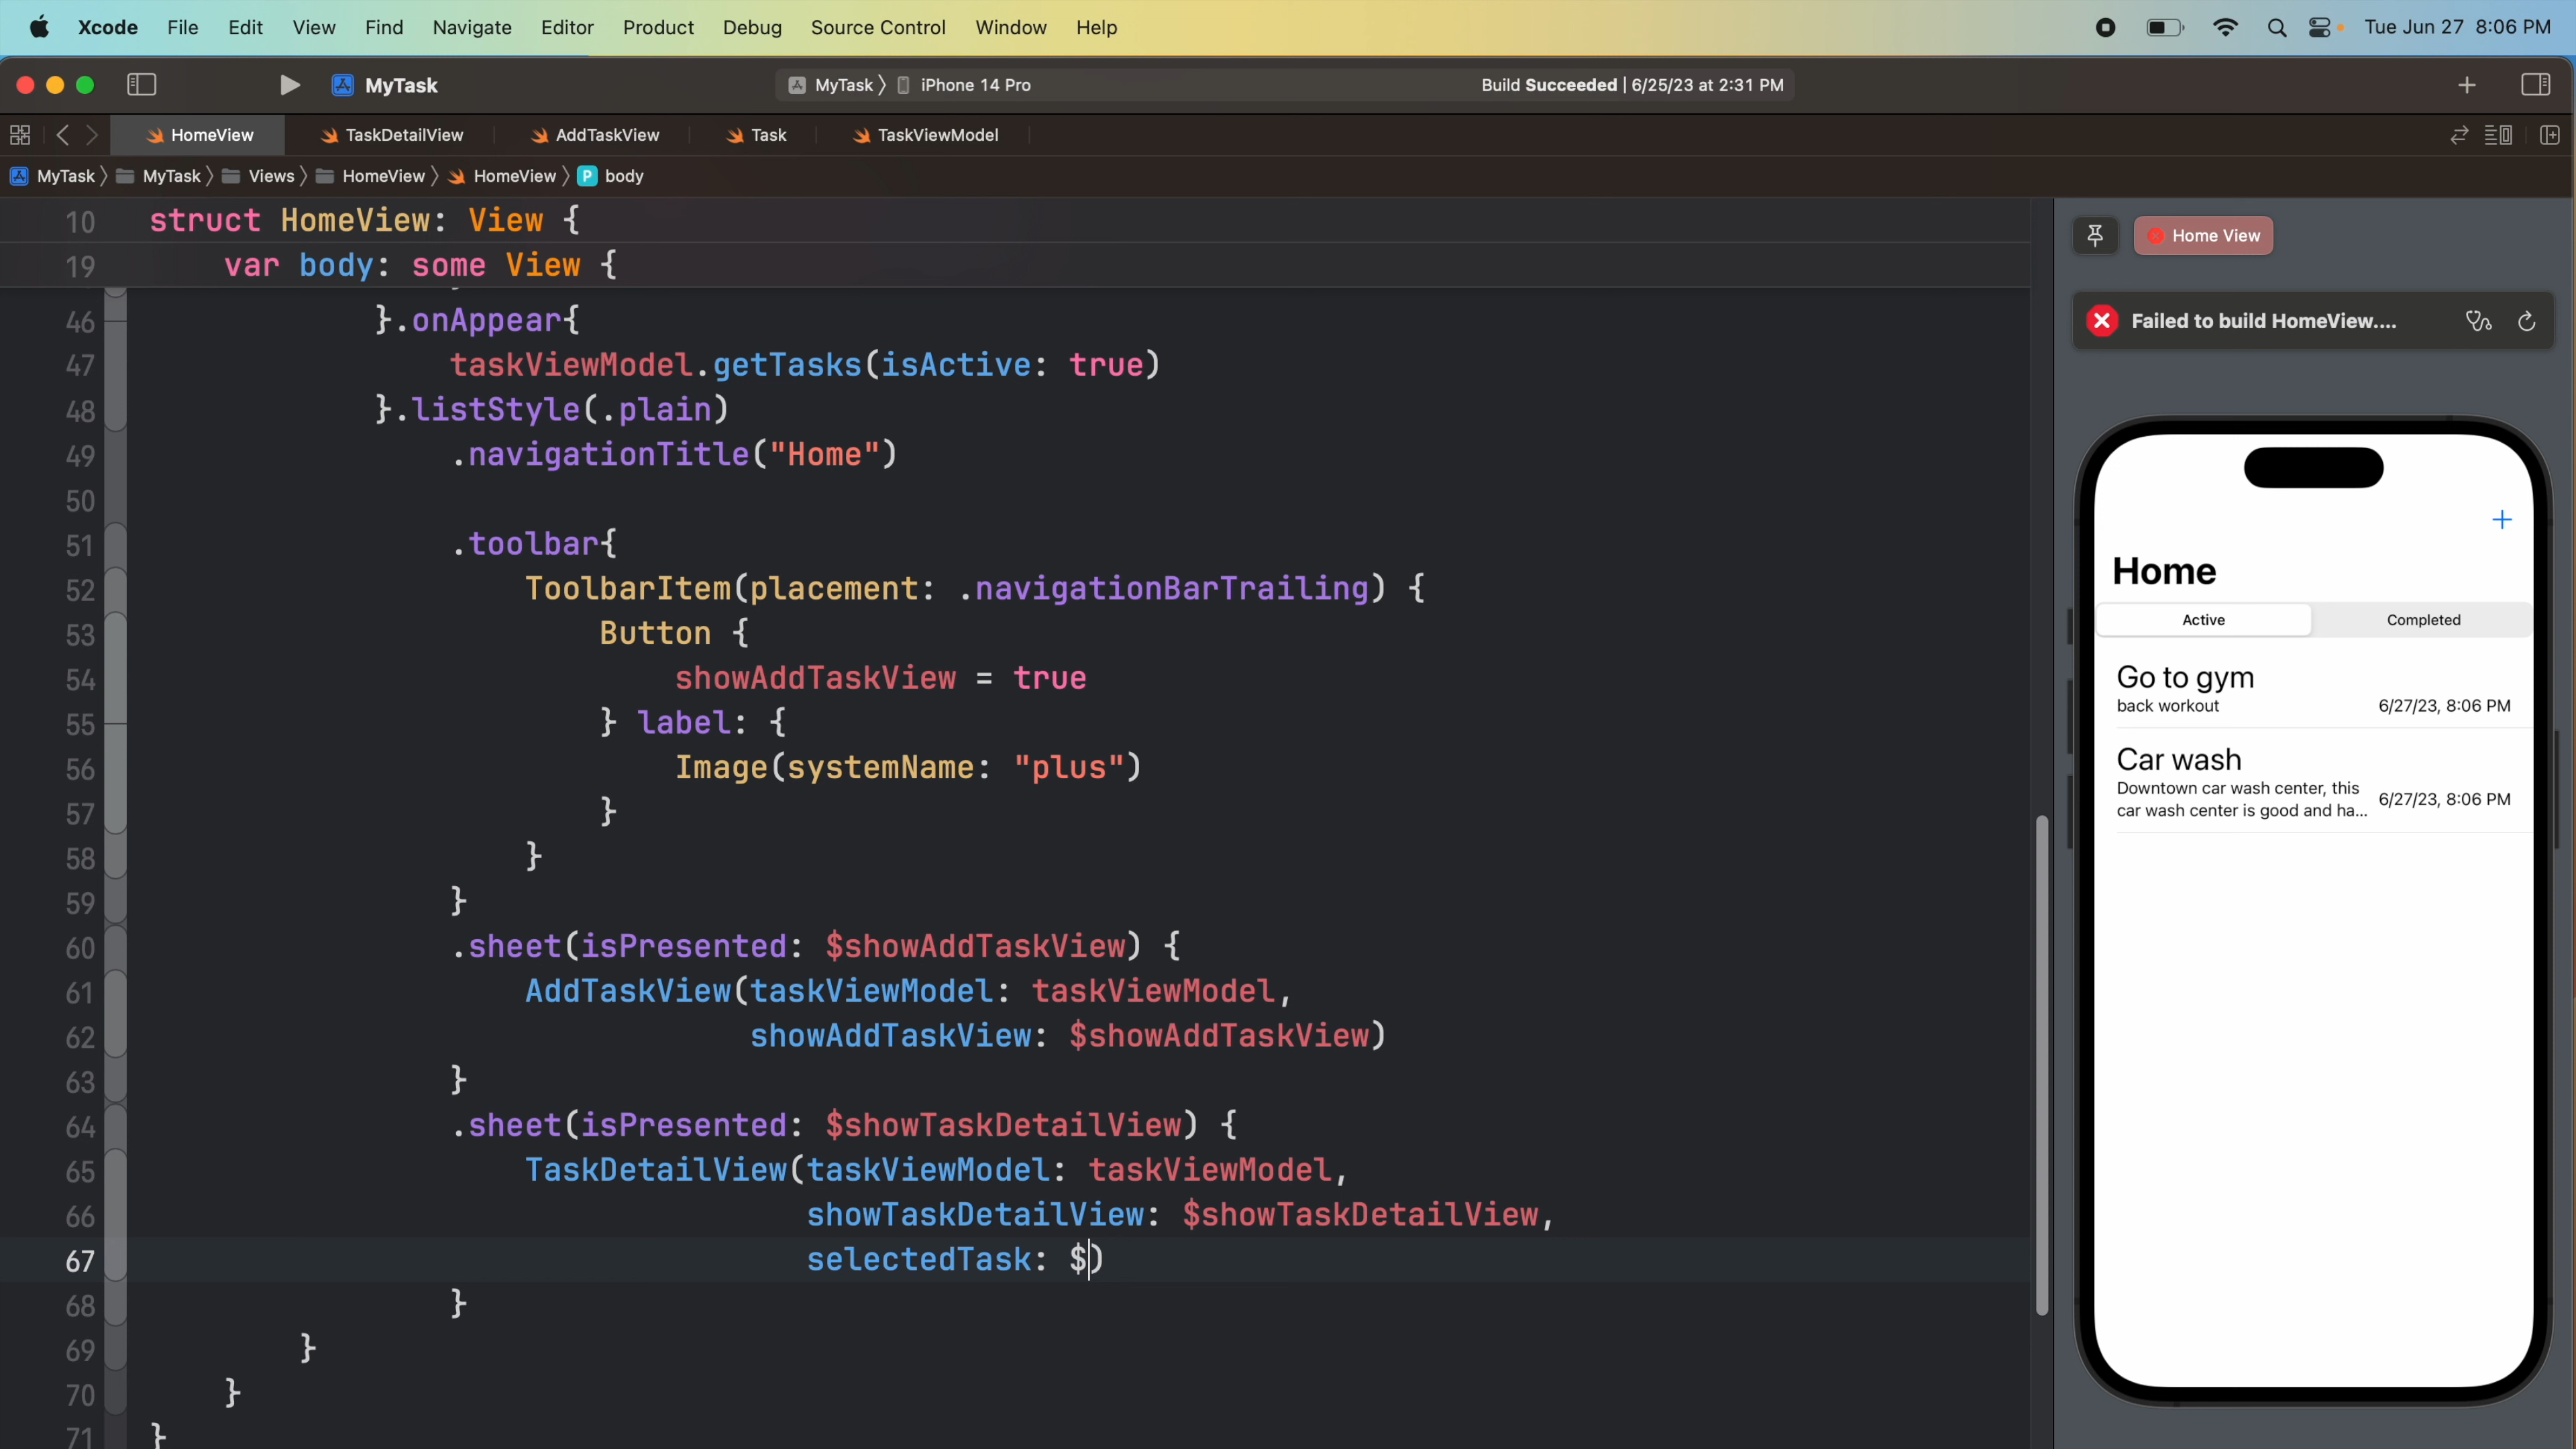 Xcode File Edit View Find Navigate Editor Product Debug Source Control Window Help Tue Jun 27 8:06 PM
MyTask MyTask iPhone 14 Pro Build Succeeded | 6/25/23 at 2:31 PM
HomeView TaskDetailView AddTaskView Task TaskViewModel
MyTask MyTask Views HomeView HomeView P body
10 struct HomeView: View {
19 var body: some View {
46 }.onAppear{
47 taskViewModel.getTasks(isActive: true)
48 }.listStyle(.plain)
49 .navigationTitle("Home")
50
51 .toolbar{
52 ToolbarItem(placement: .navigationBarTrailing) {
53 Button {
54 showAddTaskView = true
55 } label: {
56 Image(systemName: "plus")
57 }
58 }
59 }
60 .sheet(isPresented: $showAddTaskView) {
61 AddTaskView(taskViewModel: taskViewModel,
62 showAddTaskView: $showAddTaskView)
63 }
64 .sheet(isPresented: $showTaskDetailView) {
65 TaskDetailView(taskViewModel: taskViewModel,
66 showTaskDetailView: $showTaskDetailView,
67 selectedTask: $)
68 }
69 }
70 }
71 }
Home View
Failed to build HomeView....
Home
Active Completed
Go to gym
back workout 6/27/23, 8:06 PM
Car wash
Downtown car wash center, this
car wash center is good and ha... 6/27/23, 8:06 PM